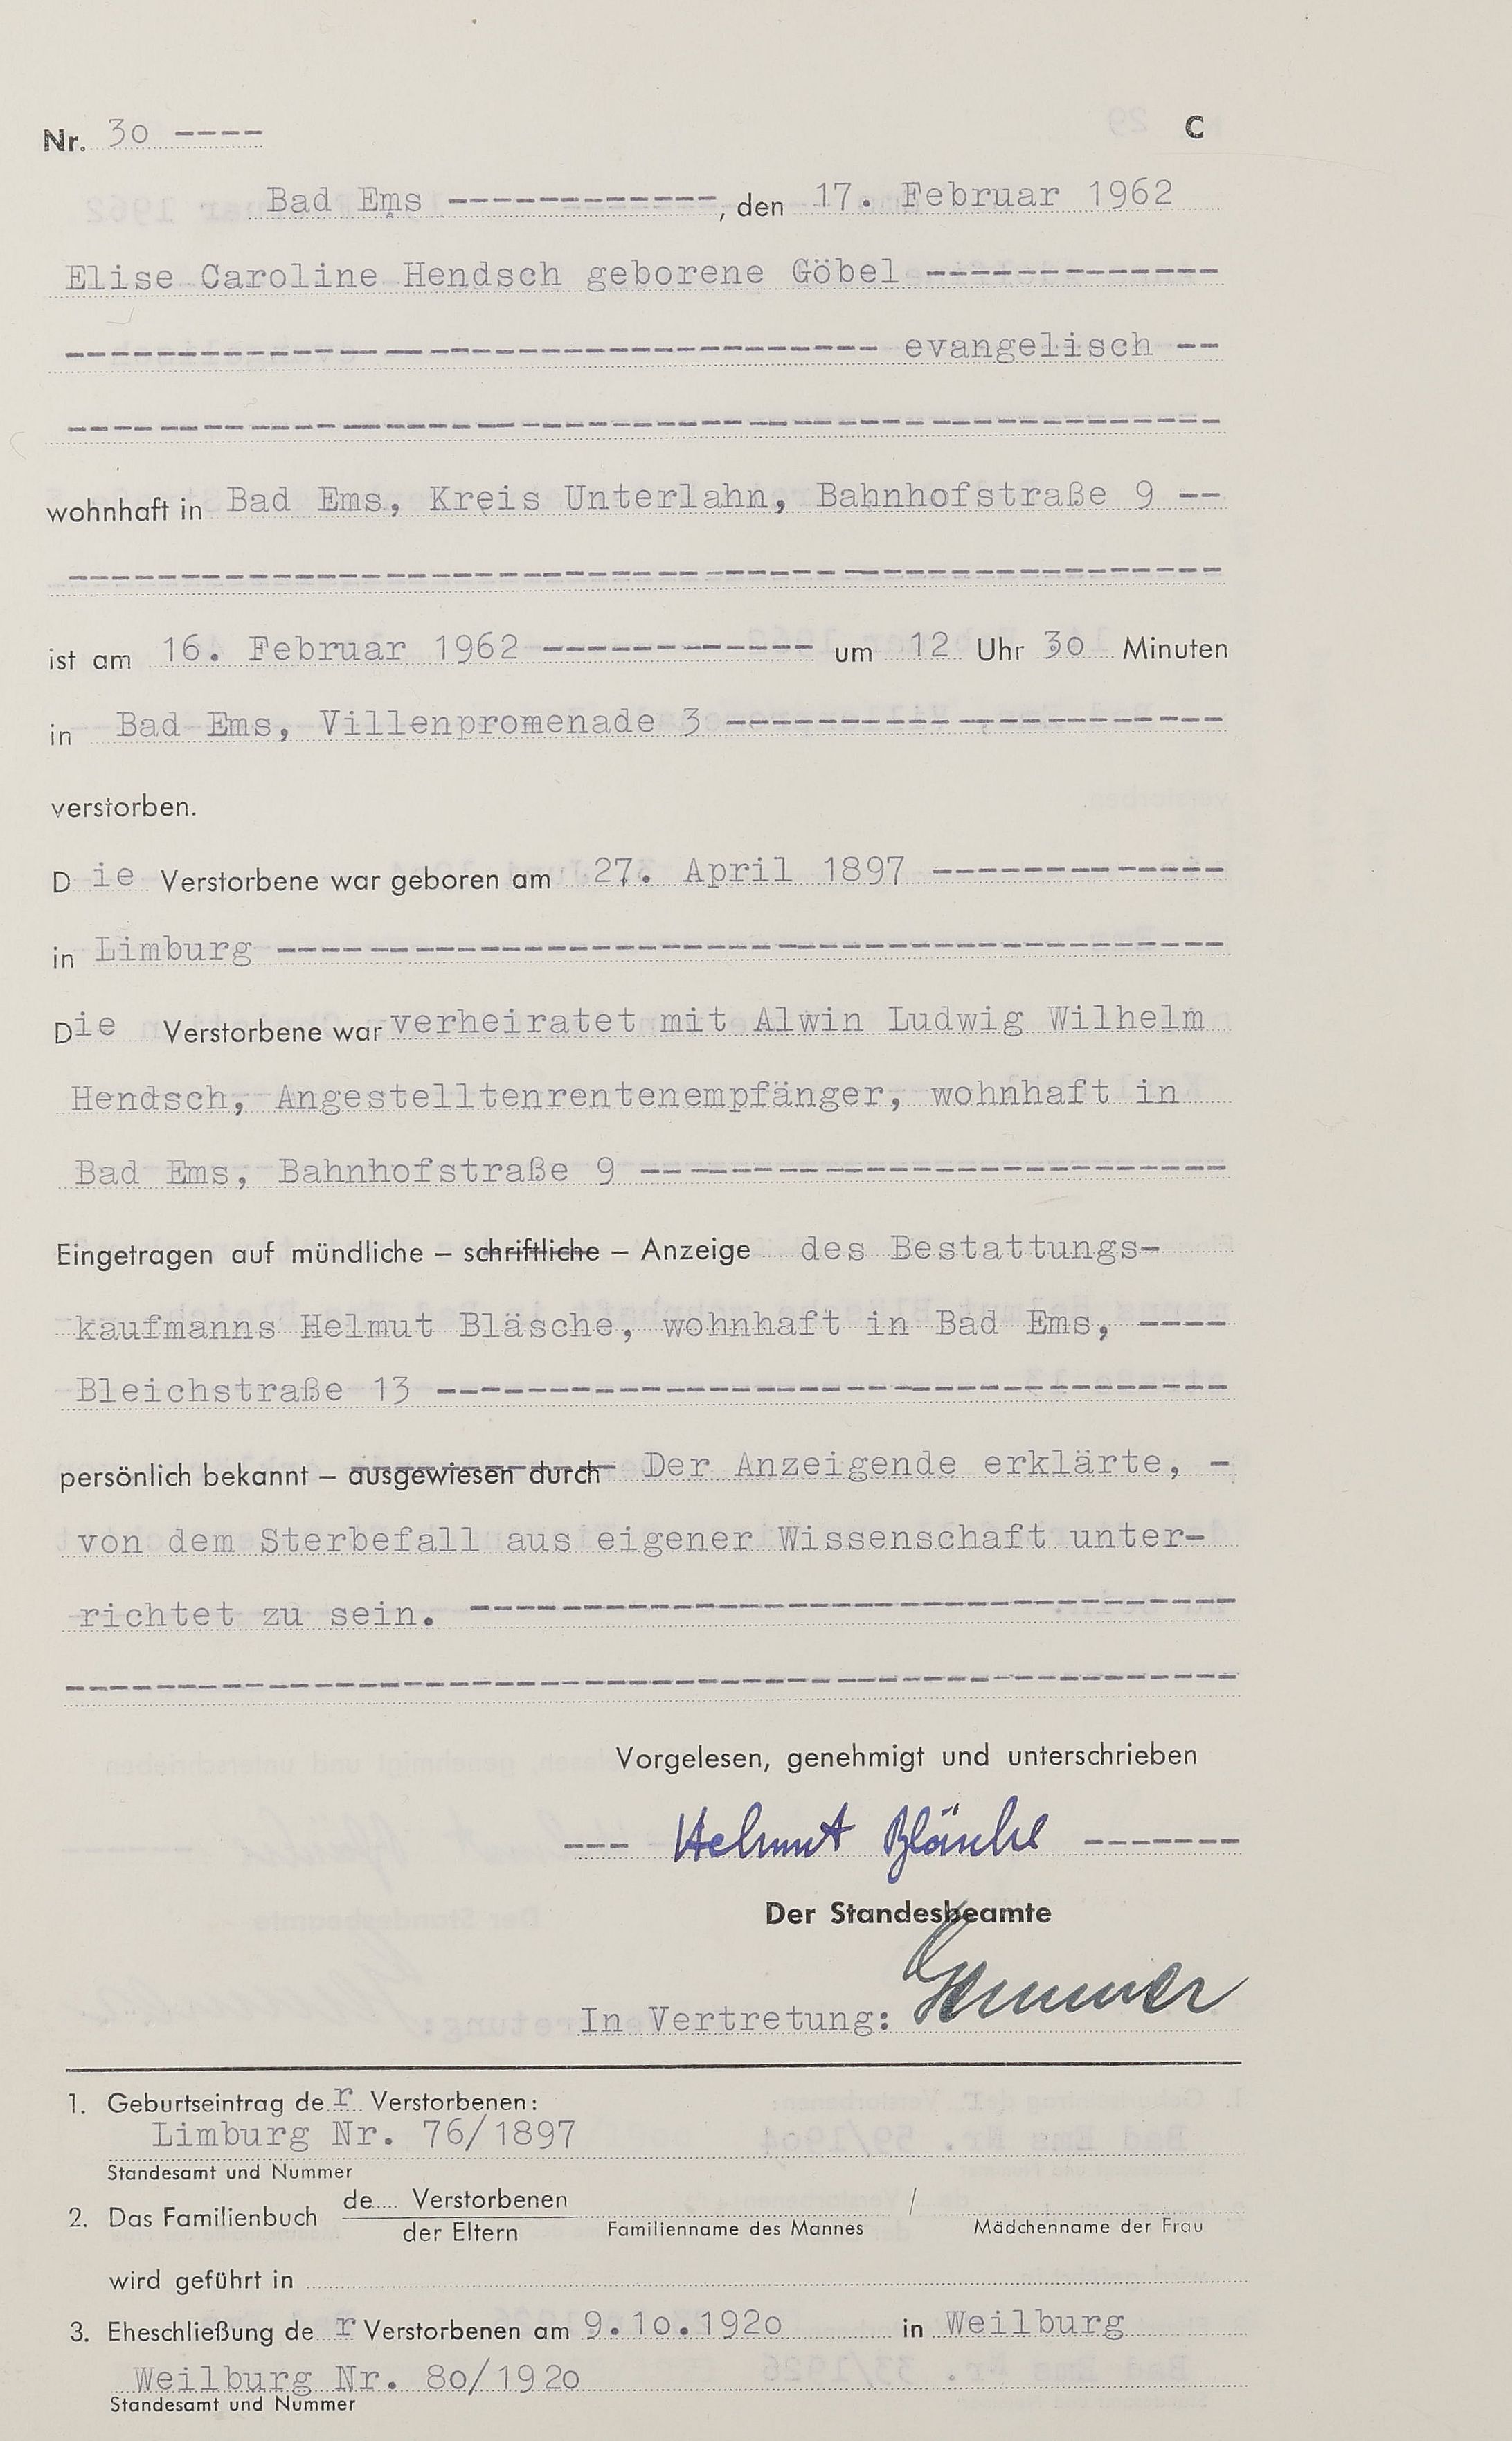 Nr. 30 ----
C
Bad Ems ------------, den 17. Februar 1962
Elise Caroline Hendsch geborene Göbel -------------
------------------------------------ evangelisch --
---------------------------------------------------
wohnhaft in Bad Ems, Kreis Unterlahn, Bahnhofstraße 9 --
---------------------------------------------------
ist am 16. Februar 1962 ------------ um 12 Uhr 30 Minuten
in Bad Ems, Villenpromenade 3 ----------------------
verstorben.
Die Verstorbene war geboren am 27. April 1897 -------------
in Limburg ------------------------------------------
Die Verstorbene war verheiratet mit Alwin Ludwig Wilhelm
Hendsch, Angestelltenrentenempfänger, wohnhaft in
Bad Ems, Bahnhofstraße 9 --------------------------
Eingetragen auf mündliche – schriftliche – Anzeige des Bestattungs-
kaufmanns Helmut Bläsche, wohnhaft in Bad Ems, ----
Bleichstraße 13 -----------------------------------
persönlich bekannt – ausgewiesen durch Der Anzeigende erklärte, -
von dem Sterbefall aus eigener Wissenschaft unter-
richtet zu sein. ----------------------------------
----------------------------------------------------
Vorgelesen, genehmigt und unterschrieben
--- Helmut Bläsche -------
Der Standesbeamte
In Vertretung:
1. Geburtseintrag der Verstorbenen:
Limburg Nr. 76/1897
Standesamt und Nummer
2. Das Familienbuch de.... Verstorbenen /
der Eltern Familienname des Mannes Mädchenname der Frau
wird geführt in
3. Eheschließung der Verstorbenen am 9.10.1920 in Weilburg
Weilburg Nr. 80/1920
Standesamt und Nummer